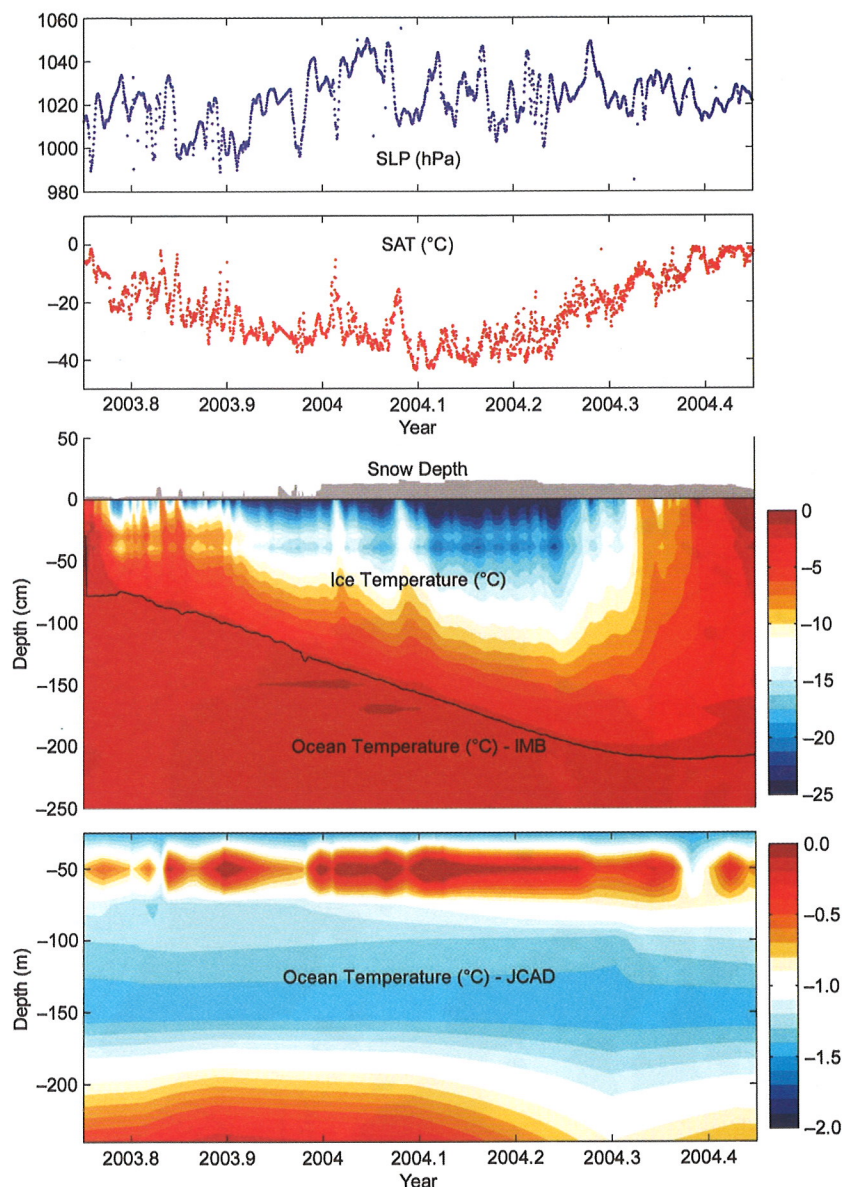 1060
1040
1020
1000
980
SLP (hPa)
0
–20
–40
SAT (°C)
2003.8 2003.9 2004 2004.1 2004.2 2004.3 2004.4
Year
50
0
–50
–100
–150
–200
–250
Depth (cm)
Snow Depth
Ice Temperature (°C)
Ocean Temperature (°C) - IMB
0
–5
–10
–15
–20
–25
–50
–100
–150
–200
Depth (m)
Ocean Temperature (°C) - JCAD
0.0
–0.5
–1.0
–1.5
–2.0
2003.8 2003.9 2004 2004.1 2004.2 2004.3 2004.4
Year